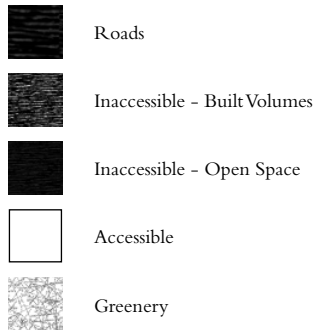 Roads
Inaccessible - Built Volumes
Inaccessible - Open Space
Accessible
Greenery